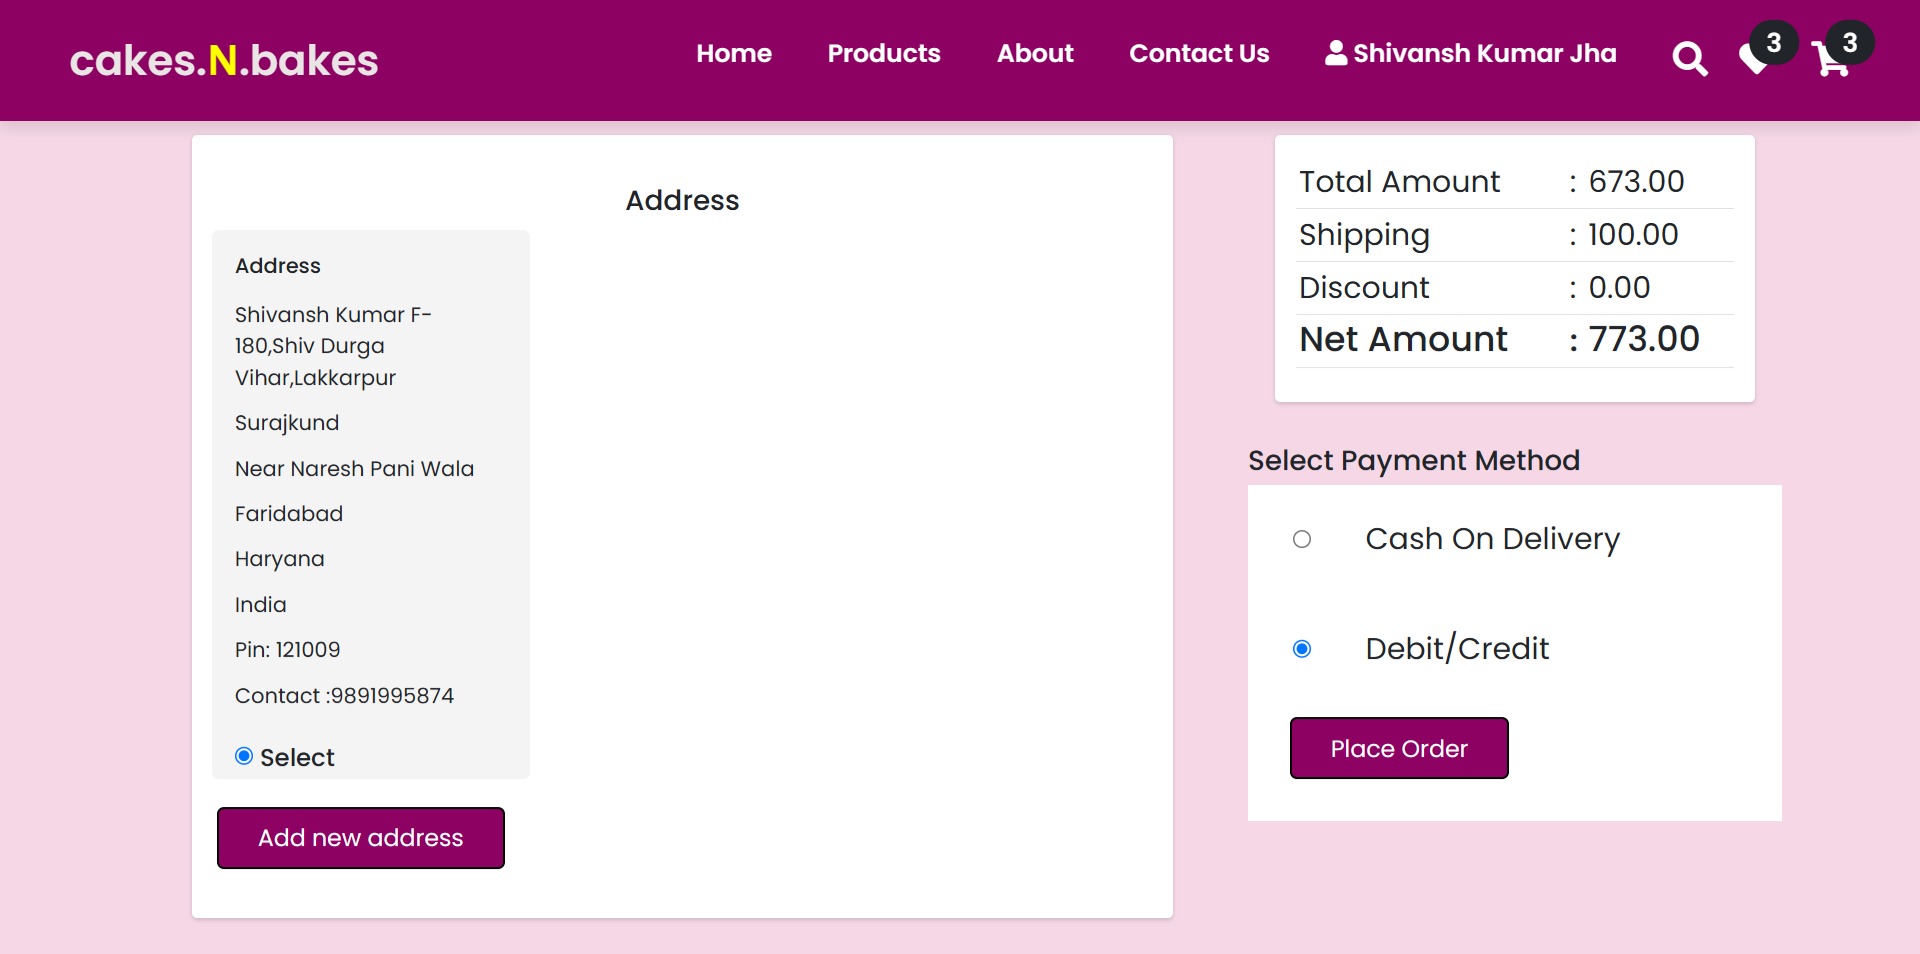 cakes.N.bakes
Home
Products
About
Contact Us
Shivansh Kumar Jha
3
3
Address
Address
Shivansh Kumar F-
180,Shiv Durga
Vihar,Lakkarpur
Surajkund
Near Naresh Pani Wala
Faridabad
Haryana
India
Pin: 121009
Contact :9891995874
Select
Add new address
Total Amount : 673.00
Shipping : 100.00
Discount : 0.00
Net Amount : 773.00
Select Payment Method
Cash On Delivery
Debit/Credit
Place Order